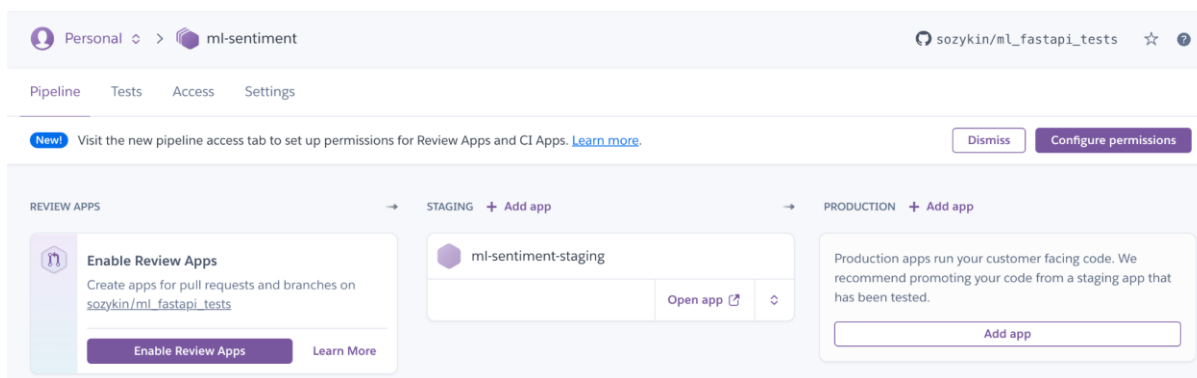 Personal > ml-sentiment
sozykin/ml_fastapi_tests
Pipeline Tests Access Settings
New! Visit the new pipeline access tab to set up permissions for Review Apps and CI Apps. Learn more.
Dismiss
Configure permissions
REVIEW APPS
Enable Review Apps
Create apps for pull requests and branches on
sozykin/ml_fastapi_tests
Enable Review Apps
Learn More
STAGING + Add app
ml-sentiment-staging
Open app
PRODUCTION + Add app
Production apps run your customer facing code. We
recommend promoting your code from a staging app that
has been tested.
Add app